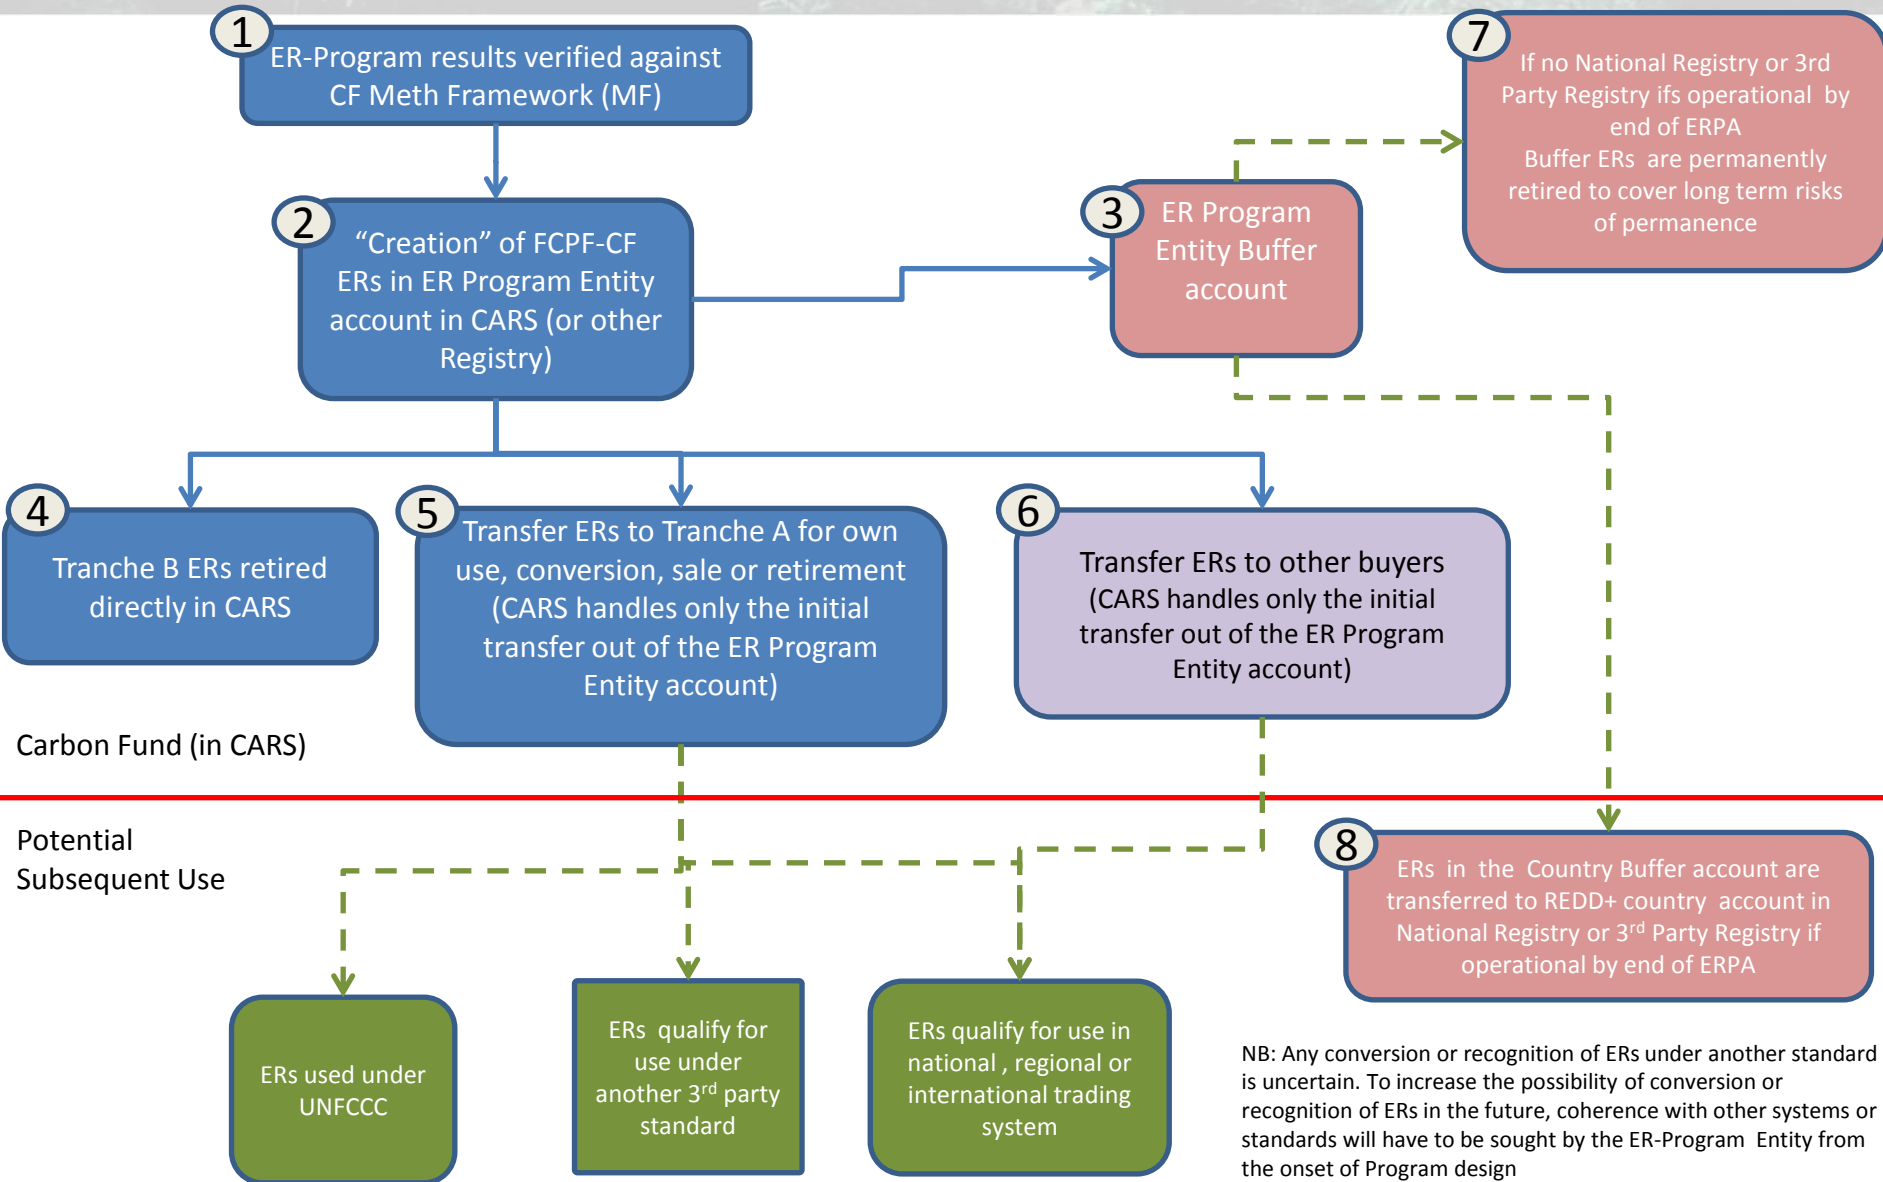 1
ER-Program results verified against
CF Meth Framework (MF)
2
“Creation” of FCPF-CF
ERs in ER Program Entity
account in CARS (or other
Registry)
3
ER Program
Entity Buffer
account
7
If no National Registry or 3rd
Party Registry ifs operational by
end of ERPA
Buffer ERs are permanently
retired to cover long term risks
of permanence
4
Tranche B ERs retired
directly in CARS
5
Transfer ERs to Tranche A for own
use, conversion, sale or retirement
(CARS handles only the initial
transfer out of the ER Program
Entity account)
6
Transfer ERs to other buyers
(CARS handles only the initial
transfer out of the ER Program
Entity account)
Carbon Fund (in CARS)
Potential
Subsequent Use
8
ERs in the Country Buffer account are
transferred to REDD+ country account in
National Registry or 3rd Party Registry if
operational by end of ERPA
ERs used under
UNFCCC
ERs qualify for
use under
another 3rd party
standard
ERs qualify for use in
national , regional or
international trading
system
NB: Any conversion or recognition of ERs under another standard
is uncertain. To increase the possibility of conversion or
recognition of ERs in the future, coherence with other systems or
standards will have to be sought by the ER-Program Entity from
the onset of Program design